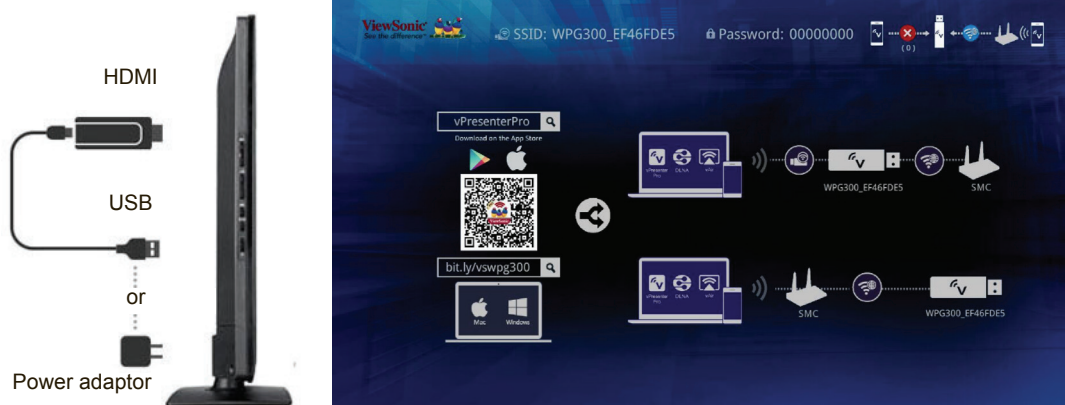 HDMI
USB
or
Power adaptor
ViewSonic
See the difference
SSID: WPG300_EF46FDE5
Password: 00000000
(0)
vPresenterPro
Download on the App Store
ViewSonic
bit.ly/vswpg300
Mac
Windows
vPresenter
Pro
DLNA
WPG300_EF46FDE5
SMC
vPresenter
Pro
DLNA
SMC
WPG300_EF46FDE5